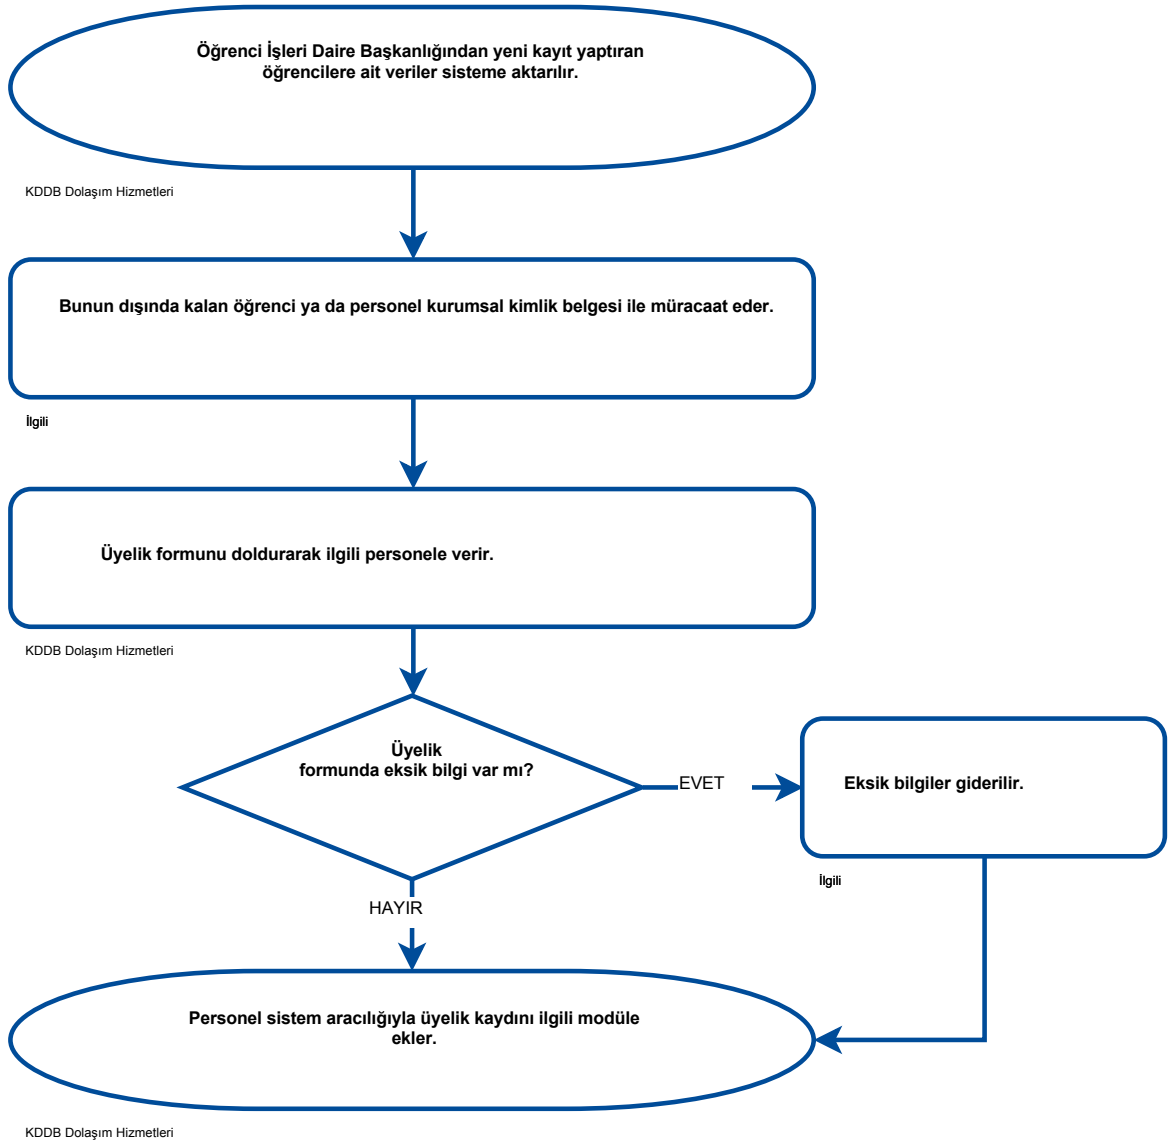 Öğrenci İşleri Daire Başkanlığından yeni kayıt yaptıran
öğrencilere ait veriler sisteme aktarılır.
KDDB Dolaşım Hizmetleri
Bunun dışında kalan öğrenci ya da personel kurumsal kimlik belgesi ile müracaat eder.
İlgili
Üyelik formunu doldurarak ilgili personele verir.
KDDB Dolaşım Hizmetleri
Üyelik
formunda eksik bilgi var mı?
EVET
Eksik bilgiler giderilir.
İlgili
HAYIR
Personel sistem aracılığıyla üyelik kaydını ilgili modüle
ekler.
KDDB Dolaşım Hizmetleri